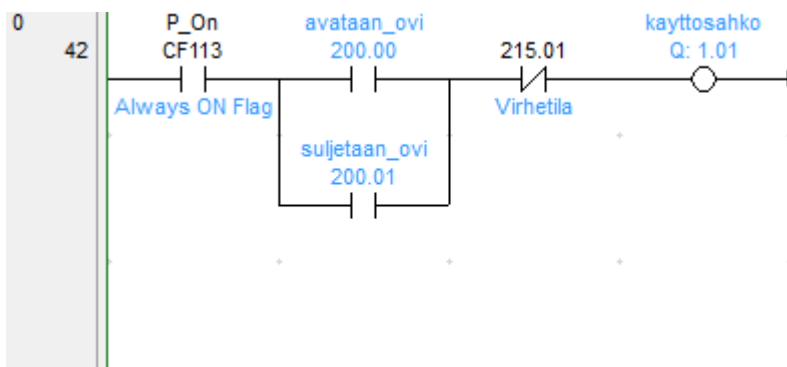 0
42
P_On
CF113
Always ON Flag
avataan_ovi
200.00
suljetaan_ovi
200.01
215.01
Virhetila
kayttosahko
Q: 1.01